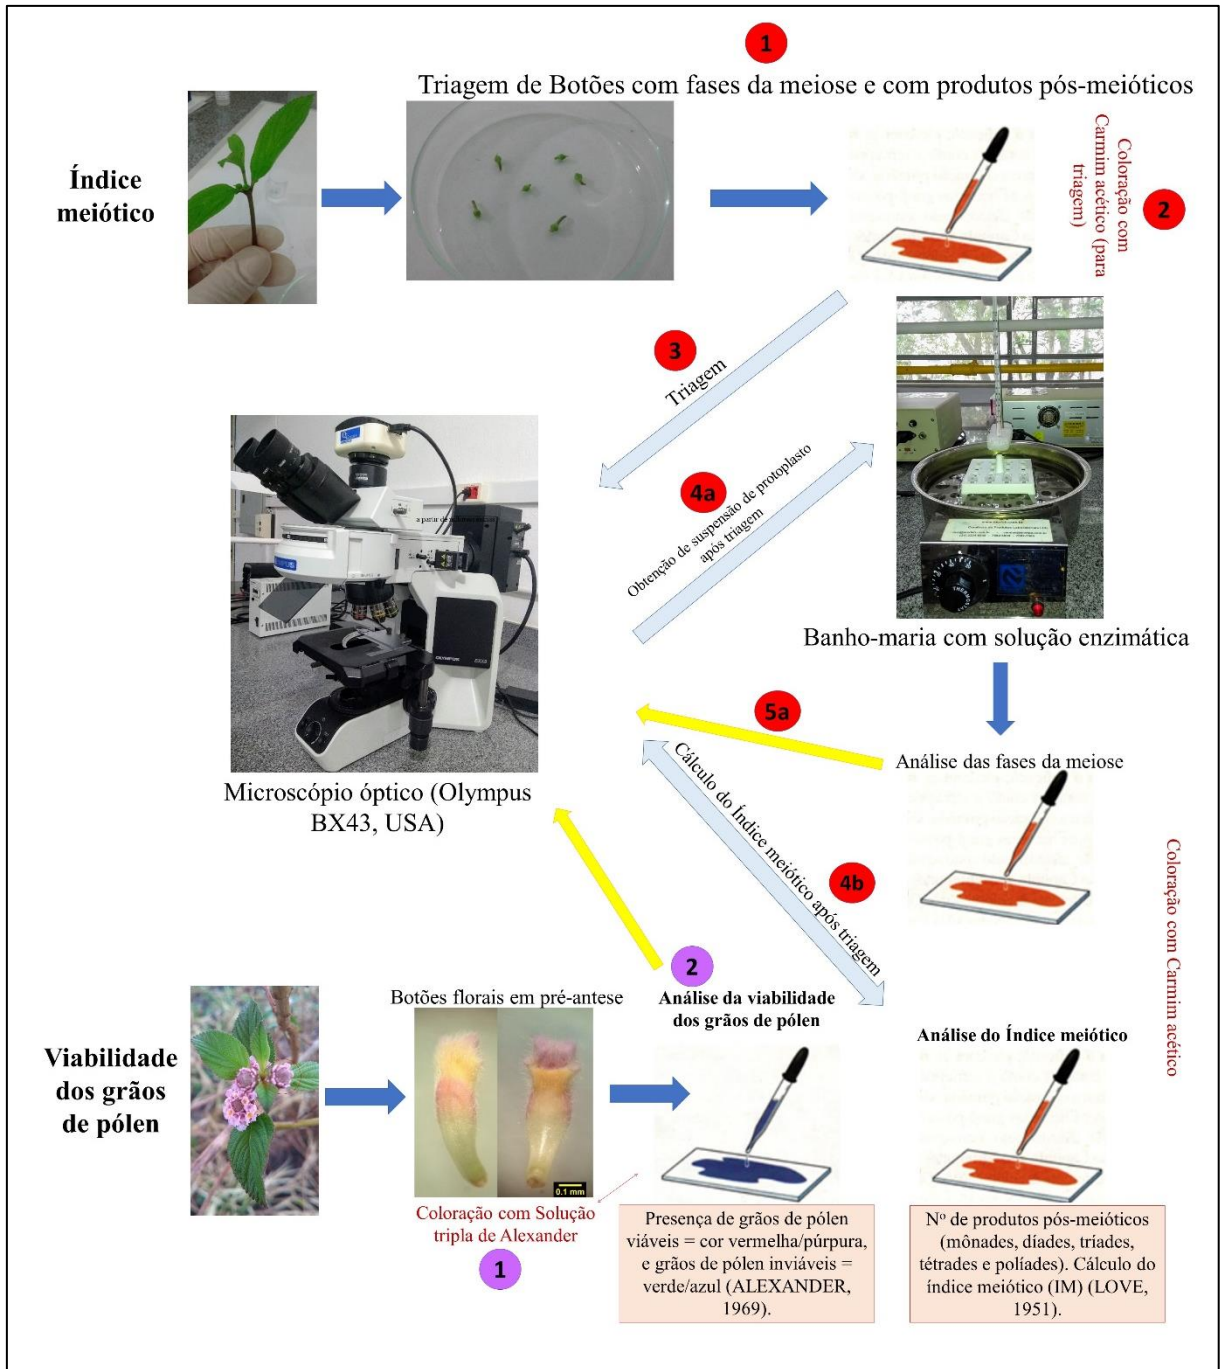 1
Triagem de Botões com fases da meiose e com produtos pós-meióticos
Índice
meiótico
Coloração com
Carmim acético (para
triagem)
2
3
Triagem
4a
Obtenção de suspensão de protoplasto
após triagem
a partir de
OLYMPUS
Banho-maria com solução enzimática
5a
Análise das fases da meiose
Microscópio óptico (Olympus
BX43, USA)
Cálculo do Índice meiótico após triagem
4b
Coloração com Carmim acético
2
Botões florais em pré-antese
Análise da viabilidade
dos grãos de pólen
Análise do Índice meiótico
Viabilidade
dos grãos
de pólen
0.1 mm
Coloração com Solução
tripla de Alexander
1
Presença de grãos de pólen
viáveis = cor vermelha/púrpura,
e grãos de pólen inviáveis =
verde/azul (ALEXANDER,
1969).
Nº de produtos pós-meióticos
(mônades, díades, tríades,
tétrades e políades). Cálculo do
índice meiótico (IM) (LOVE,
1951).